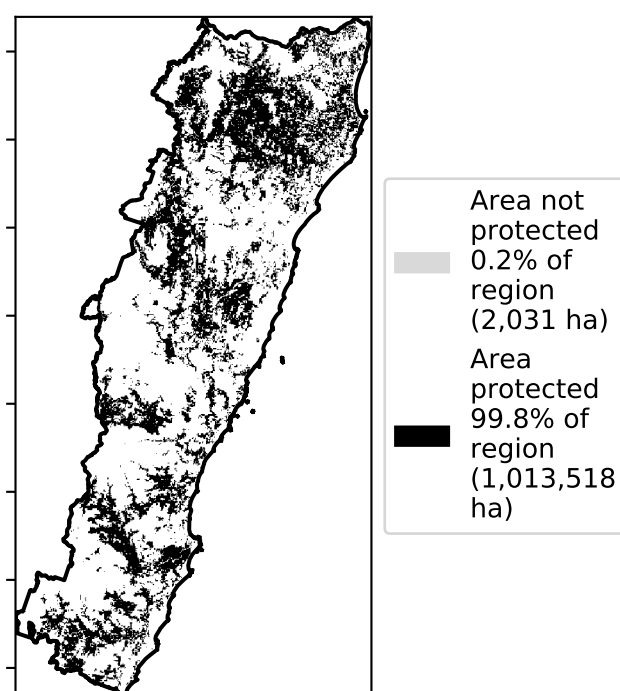 Area not
protected
0.2% of
region
(2,031 ha)
Area
protected
99.8% of
region
(1,013,518
ha)